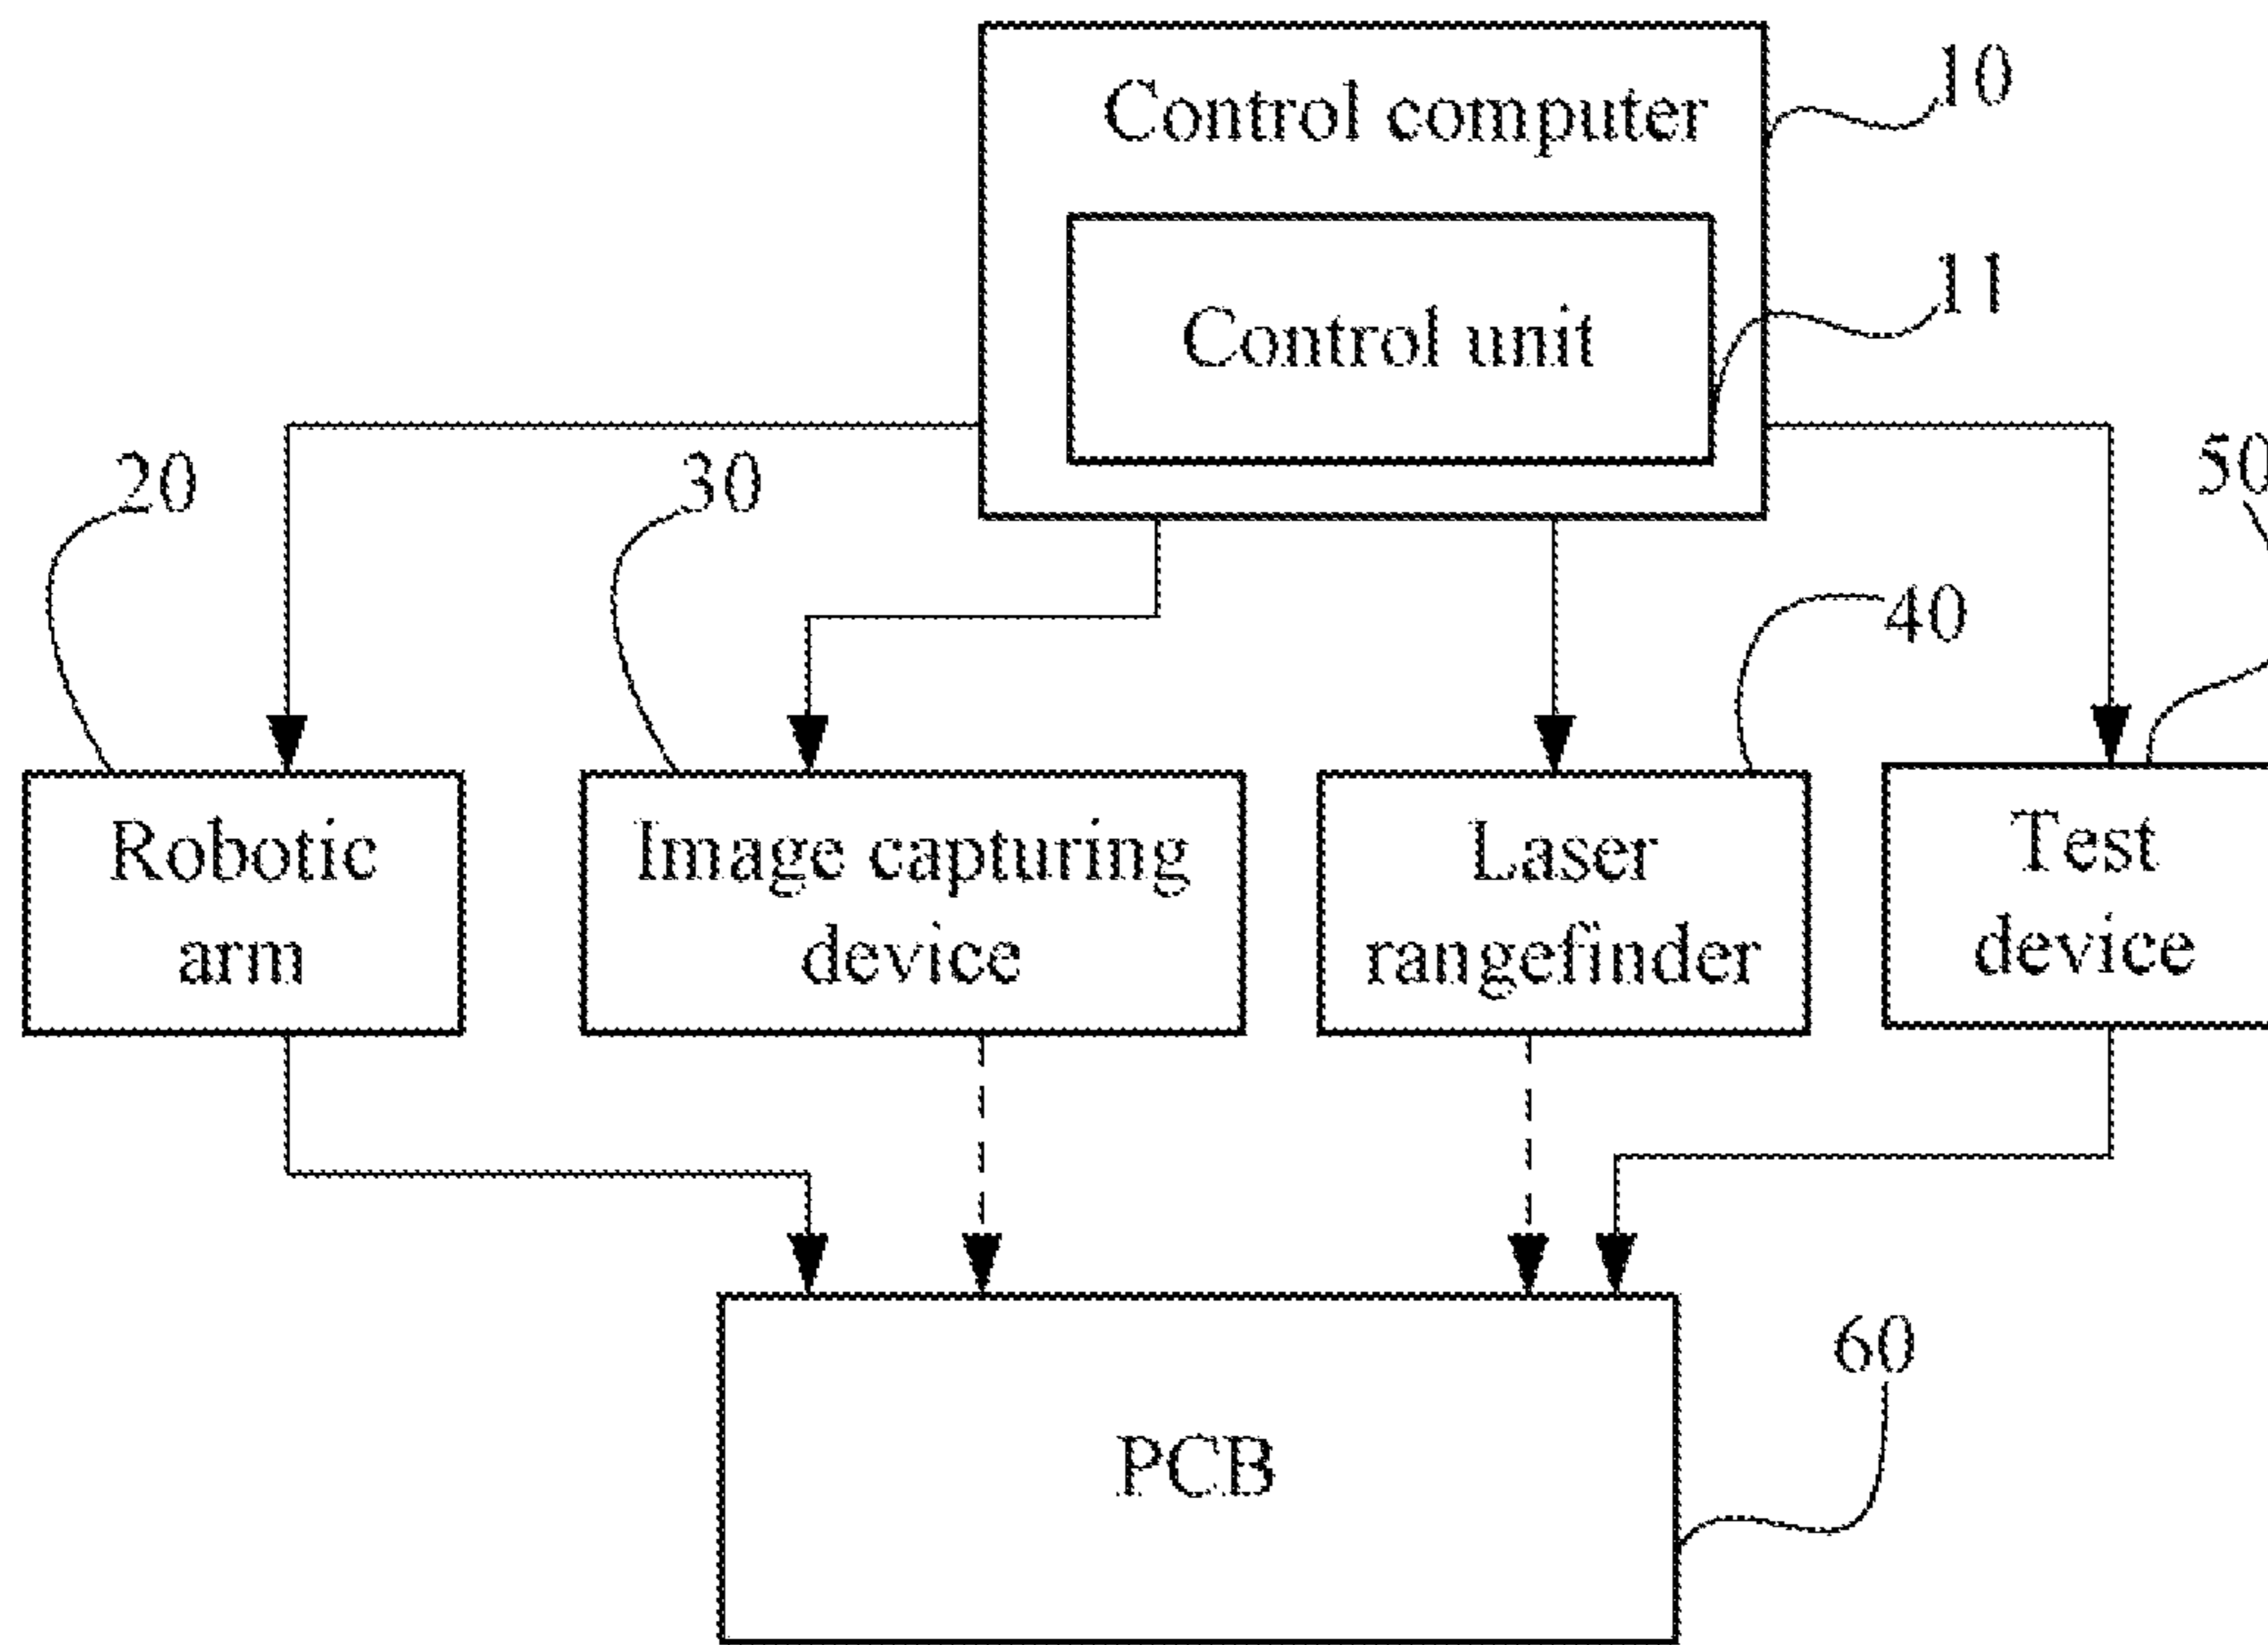 Control computer
10
Control unit
11
20
30
40
50
Robotic
arm
Image capturing
device
Laser
rangefinder
Test
device
PCB
60